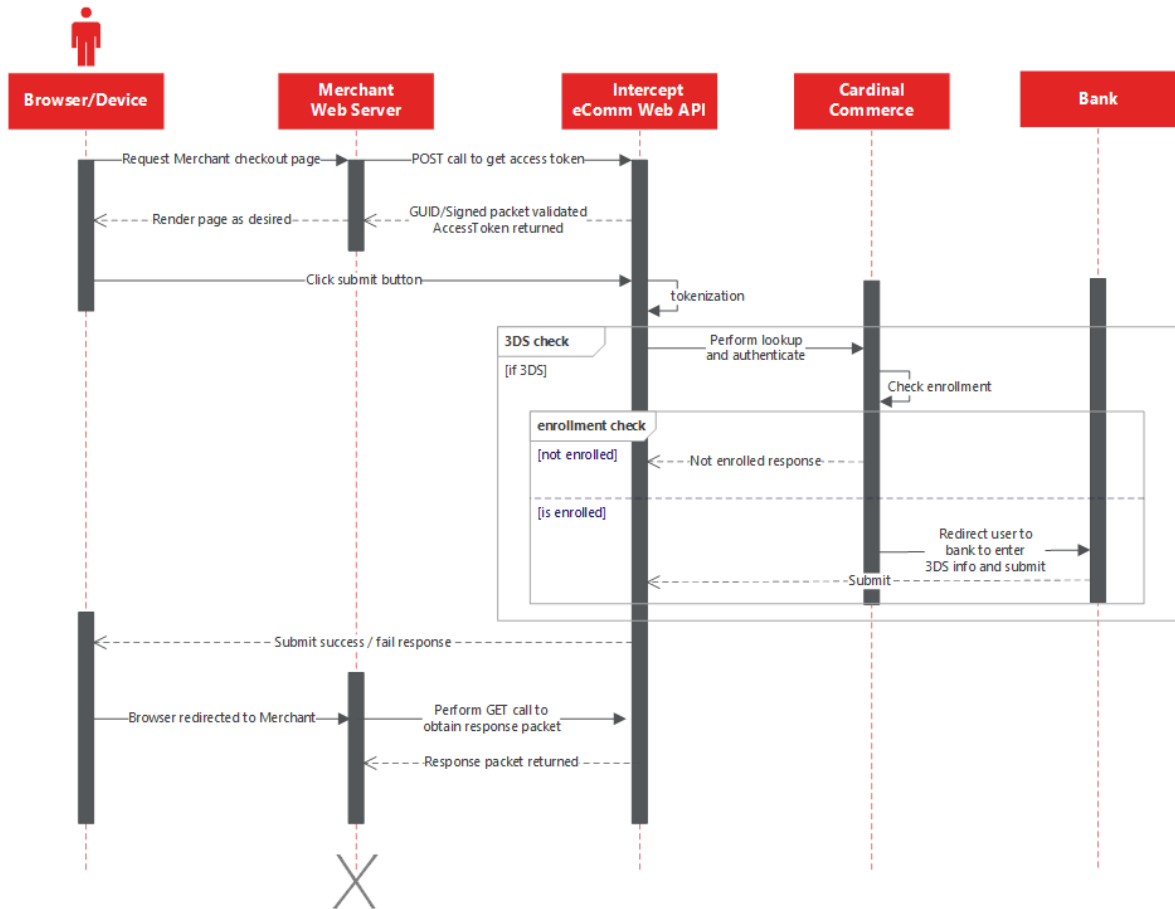 Browser/Device
Merchant
Web Server
Intercept
eComm Web API
Cardinal
Commerce
Bank
Request Merchant checkout page
POST call to get access token
Render page as desired
GUID/Signed packet validated
AccessToken returned
Click submit button
tokenization
3DS check
Perform lookup
and authenticate
[if 3DS]
Check enrollment
enrollment check
[not enrolled]
Not enrolled response
[is enrolled]
Redirect user to
bank to enter
3DS info and submit
Submit
Submit success / fail response
Browser redirected to Merchant
Perform GET call to
obtain response packet
Response packet returned